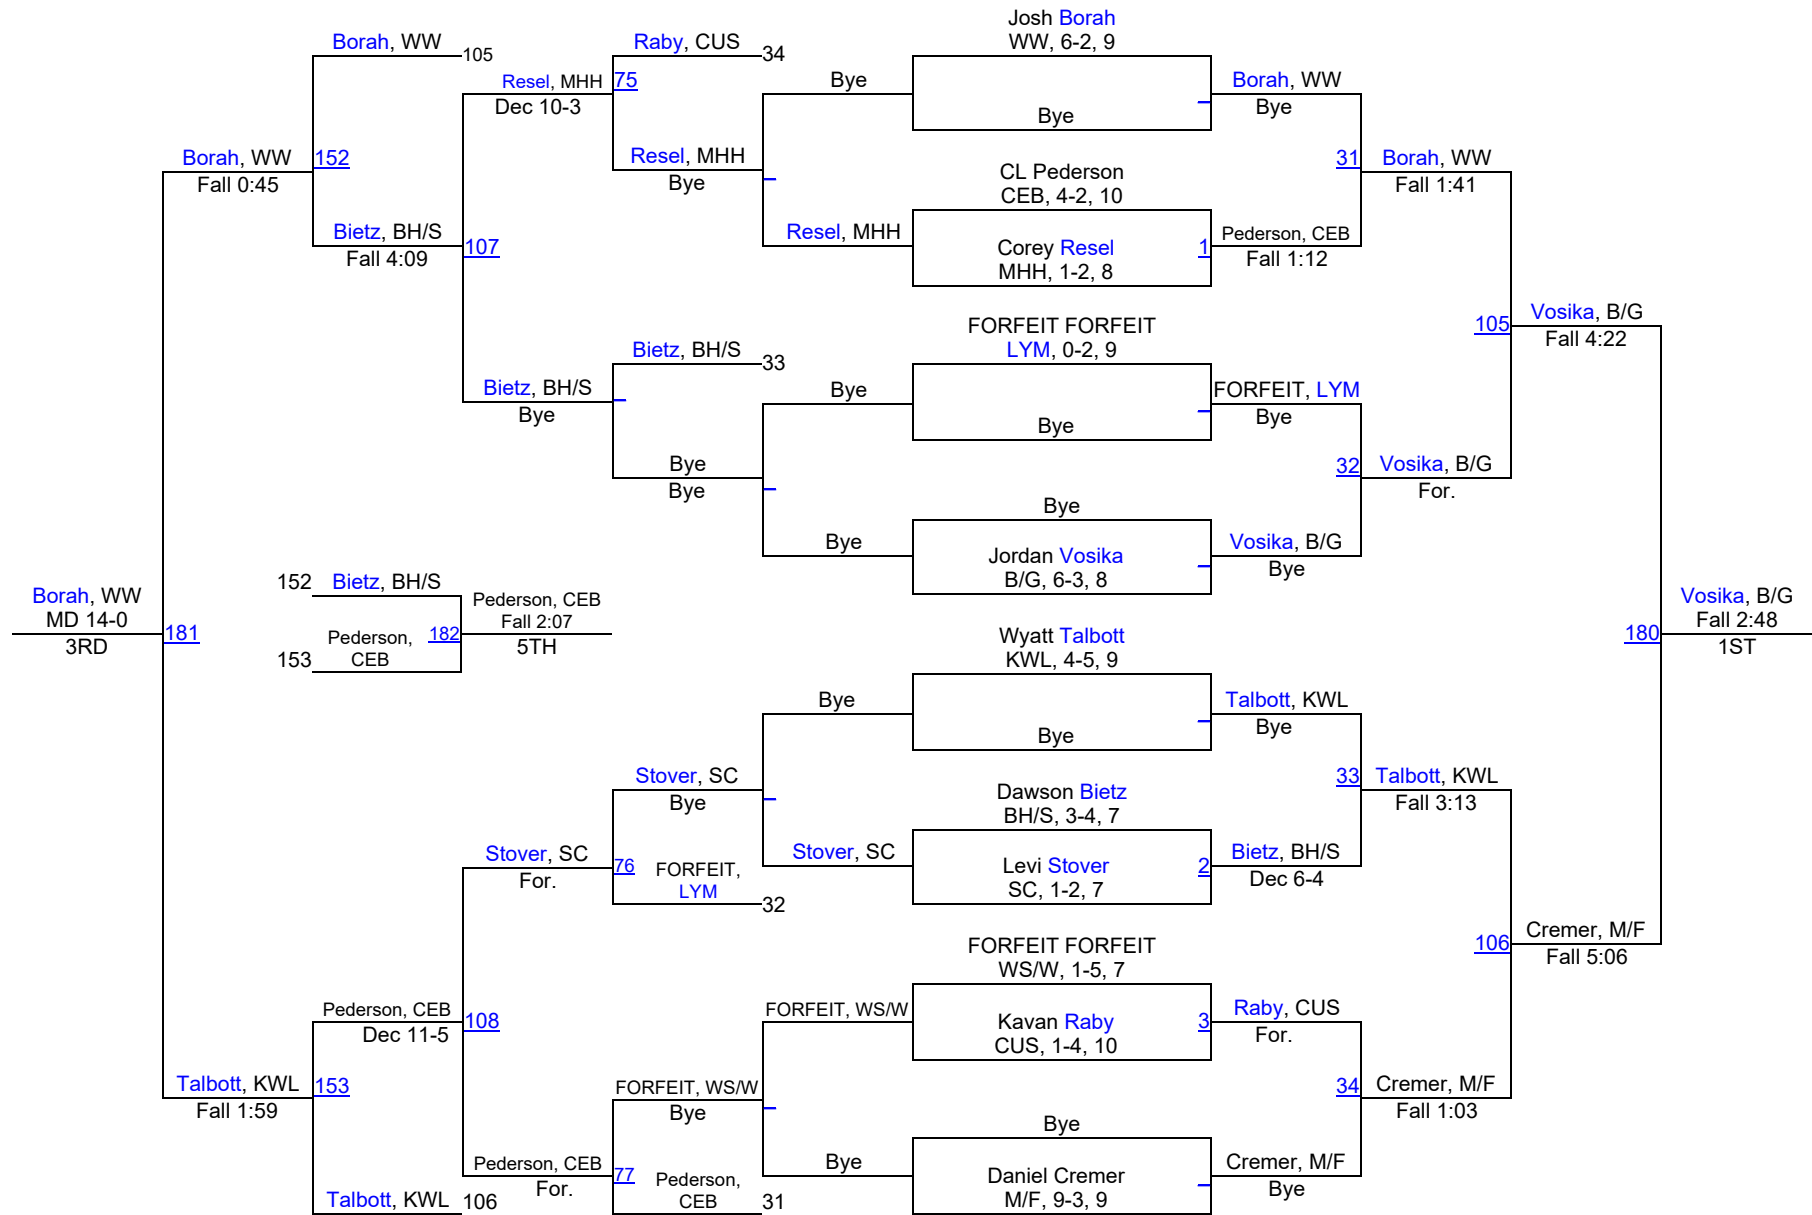 Josh Borah
WW, 6-2, 9
Borah, WW
105
Raby, CUS
34
Resel, MHH
75
Dec 10-3
Bye
Bye
Borah, WW
Bye
Borah, WW
152
Fall 0:45
Resel, MHH
Bye
CL Pederson
CEB, 4-2, 10
31
Borah, WW
Fall 1:41
Bietz, BH/S
107
Fall 4:09
Resel, MHH
Corey Resel
MHH, 1-2, 8
1
Pederson, CEB
Fall 1:12
FORFEIT FORFEIT
LYM, 0-2, 9
105
Vosika, B/G
Fall 4:22
Bietz, BH/S
33
Bietz, BH/S
Bye
Bye
Bye
FORFEIT, LYM
Bye
Bye
Bye
32
Vosika, B/G
For.
Bye
Bye
Jordan Vosika
B/G, 6-3, 8
Vosika, B/G
Bye
152
Bietz, BH/S
Pederson, CEB
Fall 2:07
5TH
Pederson,
CEB
182
153
Borah, WW
MD 14-0
3RD
181
Wyatt Talbott
KWL, 4-5, 9
180
Vosika, B/G
Fall 2:48
1ST
Bye
Bye
Talbott, KWL
Bye
Stover, SC
Bye
Dawson Bietz
BH/S, 3-4, 7
33
Talbott, KWL
Fall 3:13
Stover, SC
For.
76
FORFEIT,
LYM
32
Stover, SC
Levi Stover
SC, 1-2, 7
2
Bietz, BH/S
Dec 6-4
FORFEIT FORFEIT
WS/W, 1-5, 7
106
Cremer, M/F
Fall 5:06
Pederson, CEB
108
Dec 11-5
FORFEIT, WS/W
Kavan Raby
CUS, 1-4, 10
3
Raby, CUS
For.
Talbott, KWL
153
Fall 1:59
FORFEIT, WS/W
Bye
34
Cremer, M/F
Fall 1:03
Bye
Pederson, CEB
For.
77
Pederson,
CEB
31
Bye
Daniel Cremer
M/F, 9-3, 9
Cremer, M/F
Bye
Talbott, KWL
106